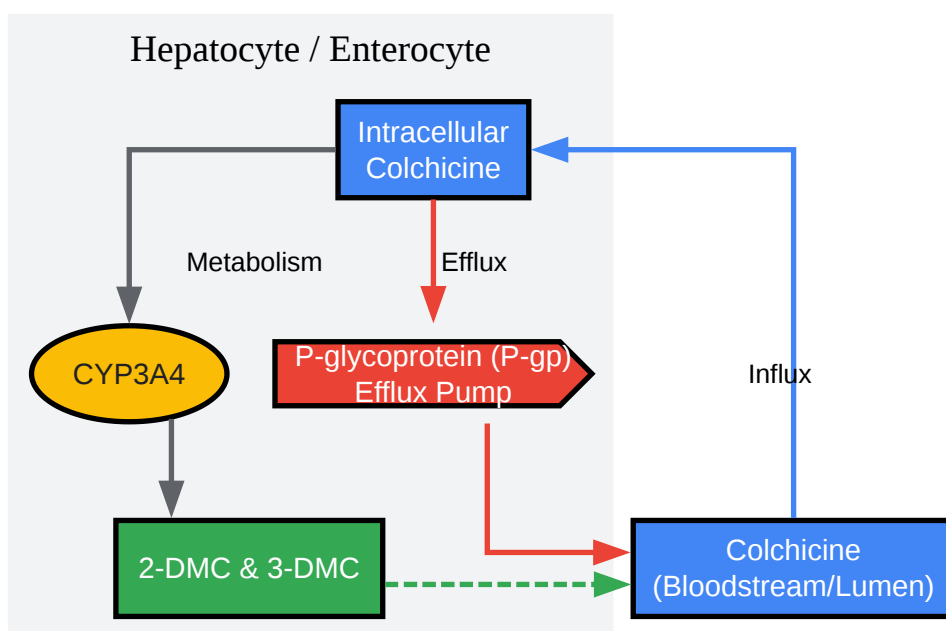 Hepatocyte / Enterocyte
Intracellular
Colchicine
Metabolism
Efflux
CYP3A4
P-glycoprotein (P-gp)
Efflux Pump
Influx
2-DMC & 3-DMC
Colchicine
(Bloodstream/Lumen)